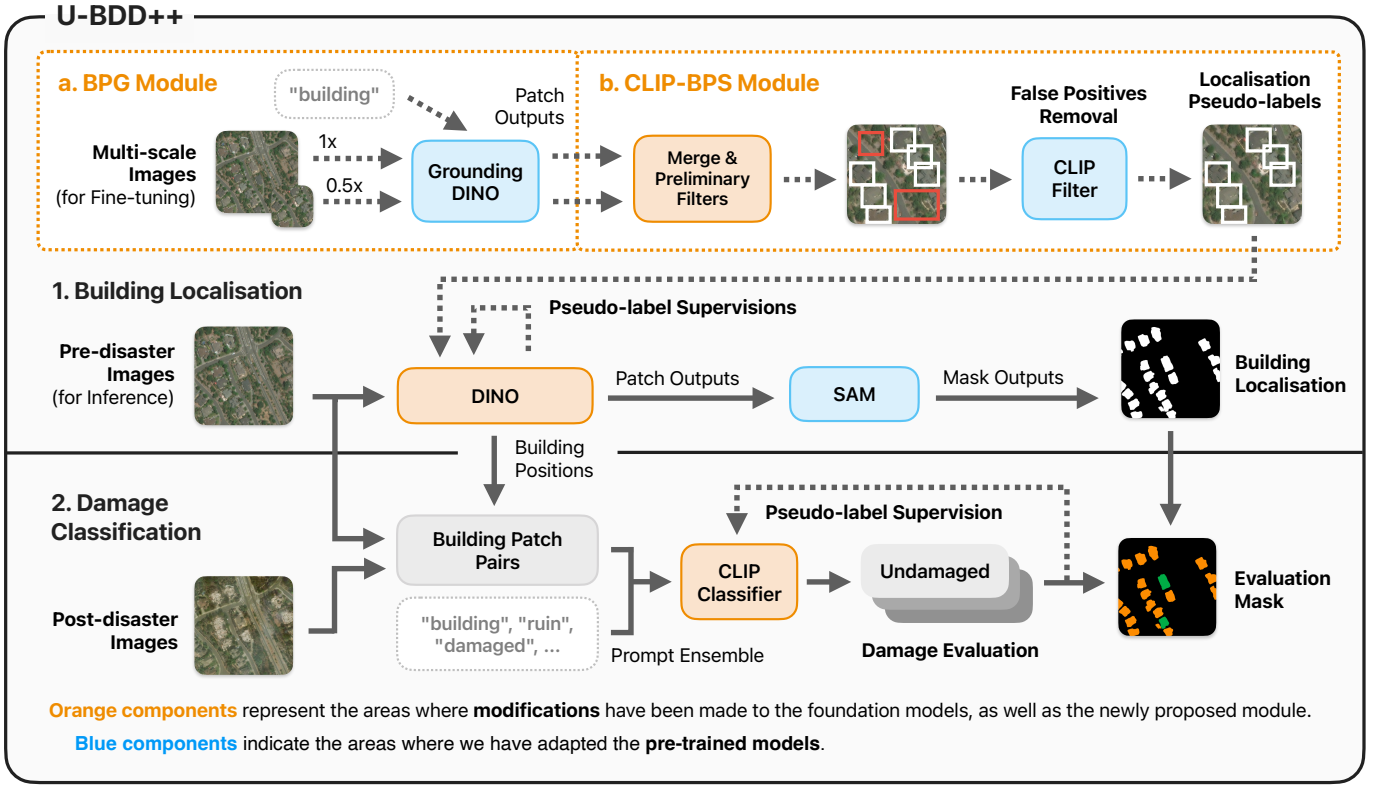 U-BDD++
a. BPG Module
"building"
Patch
Outputs
Multi-scale
Images
(for Fine-tuning)
1x
0.5x
Grounding
DINO
b. CLIP-BPS Module
Merge &
Preliminary
Filters
False Positives
Removal
CLIP
Filter
Localisation
Pseudo-labels
1. Building Localisation
Pseudo-label Supervisions
Pre-disaster
Images
(for Inference)
DINO
Patch Outputs
SAM
Mask Outputs
Building
Localisation
Building
Positions
2. Damage
Classification
Pseudo-label Supervision
Building Patch
Pairs
CLIP
Classifier
Undamaged
Evaluation
Mask
Post-disaster
Images
"building", "ruin",
"damaged", ...
Prompt Ensemble
Damage Evaluation
Orange components represent the areas where modifications have been made to the foundation models, as well as the newly proposed module.
Blue components indicate the areas where we have adapted the pre-trained models.